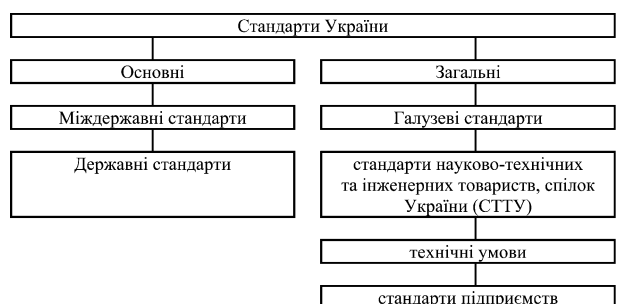 Стандарти України
Основні
Загальні
Міждержавні стандарти
Галузеві стандарти
Державні стандарти
стандарти науково-технічних
та інженерних товариств, спілок
України (СТТУ)
технічні умови
стандарти підприємств